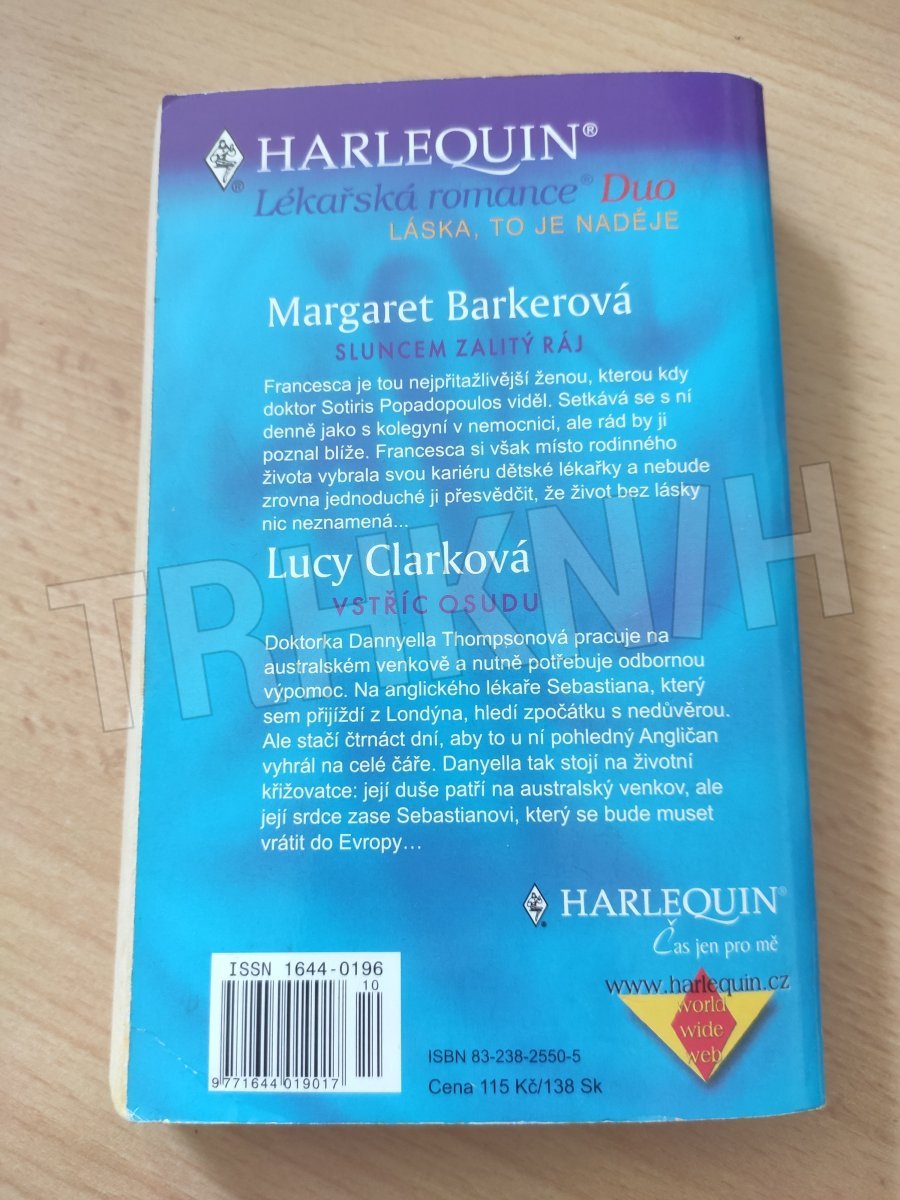 HARLEQUIN®
®
Lékařská romance® Duo
LÁSKA, TO JE NADĚJE
Margaret Barkerová
SLUNCEM ZALITÝ RÁJ
Francesca je tou nejpřitažlivější ženou, kterou kdy
doktor Sotiris Popadopoulos viděl. Setkává se s ní
denně jako s kolegyní v nemocnici, ale rád by ji
poznal blíže. Francesca si však místo rodinného
života vybrala svou kariéru dětské lékařky a nebude
zrovna jednoduché ji přesvědčit, že život bez lásky
nic neznamená...
Lucy Clarková
VSTŘÍC OSUDU
Doktorka Dannyella Thompsonová pracuje na
australském venkově a nutně potřebuje odbornou
výpomoc. Na anglického lékaře Sebastiana, který
sem přijíždí z Londýna, hledí zpočátku s nedůvěrou.
Ale stačí čtrnáct dní, aby to u ní pohledný Angličan
vyhrál na celé čáře. Danyella tak stojí na životní
křižovatce: její duše patří na australský venkov, ale
její srdce zase Sebastianovi, který se bude muset
vrátit do Evropy...
TRHKNIH
HARLEQUIN®
Čas jen pro mě
www.harlequin.cz
world
wide
web
ISSN 1644-0196
10
9 771644 019017
ISBN 83-238-2550-5
Cena 115 Kč/138 Sk